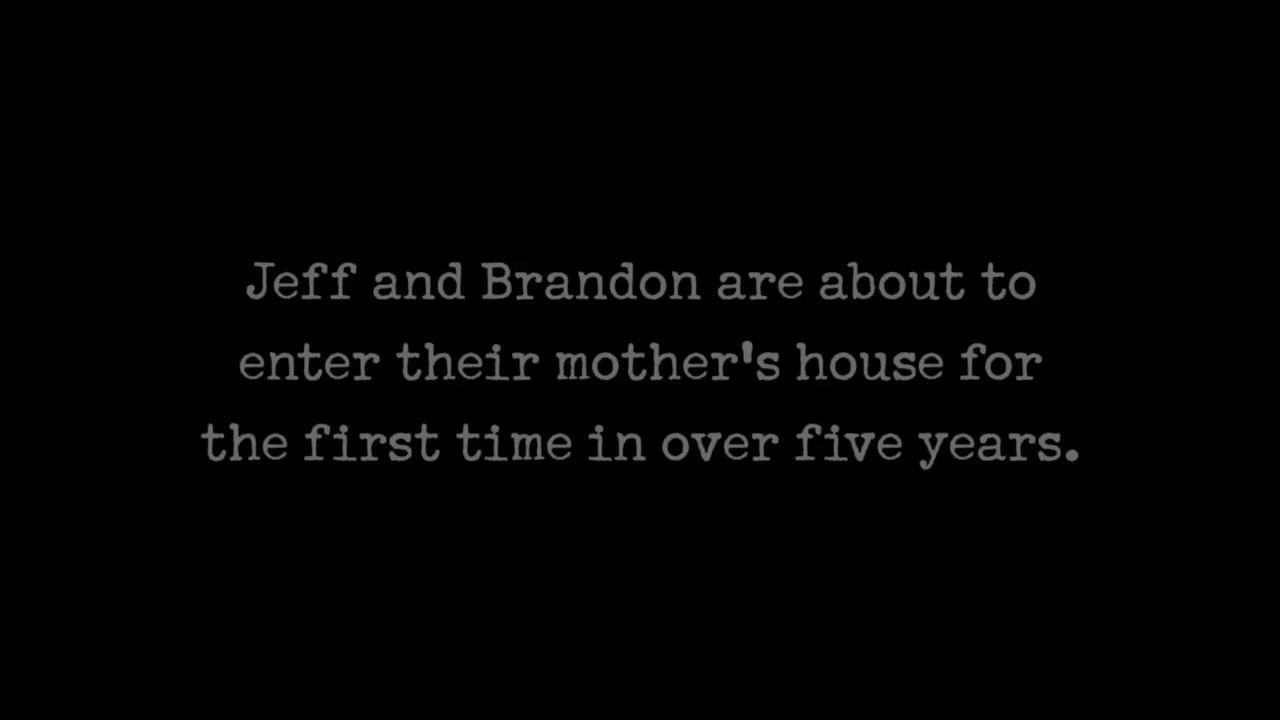 Jeff and Brandon are about to
enter their mother's house for
the first time in over five years.